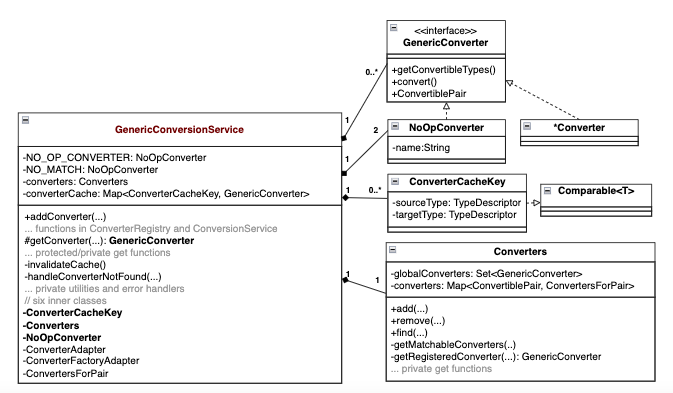 <<interface>>
GenericConverter
+getConvertibleTypes()
+convert()
+ConvertiblePair
0..*
1
GenericConversionService
2
NoOpConverter
-name:String
*Converter
-NO_OP_CONVERTER: NoOpConverter
-NO_MATCH: NoOpConverter
-converters: Converters
-converterCache: Map<ConverterCacheKey, GenericConverter>
1
1
0..*
ConverterCacheKey
-sourceType: TypeDescriptor
-targetType: TypeDescriptor
Comparable<T>
+addConverter(...)
... functions in ConverterRegistry and ConversionService
#getConverter(...): GenericConverter
... protected/private get functions
-invalidateCache()
-handleConverterNotFound(...)
... private utilities and error handlers
// six inner classes
-ConverterCacheKey
-Converters
-NoOpConverter
-ConverterAdapter
-ConverterFactoryAdapter
-ConvertersForPair
1
1
Converters
-globalConverters: Set<GenericConverter>
-converters: Map<ConvertiblePair, ConvertersForPair>
+add(...)
+remove(...)
+find(...)
-getMatchableConverters(..)
-getRegisteredConverter(...): GenericConverter
... private get functions